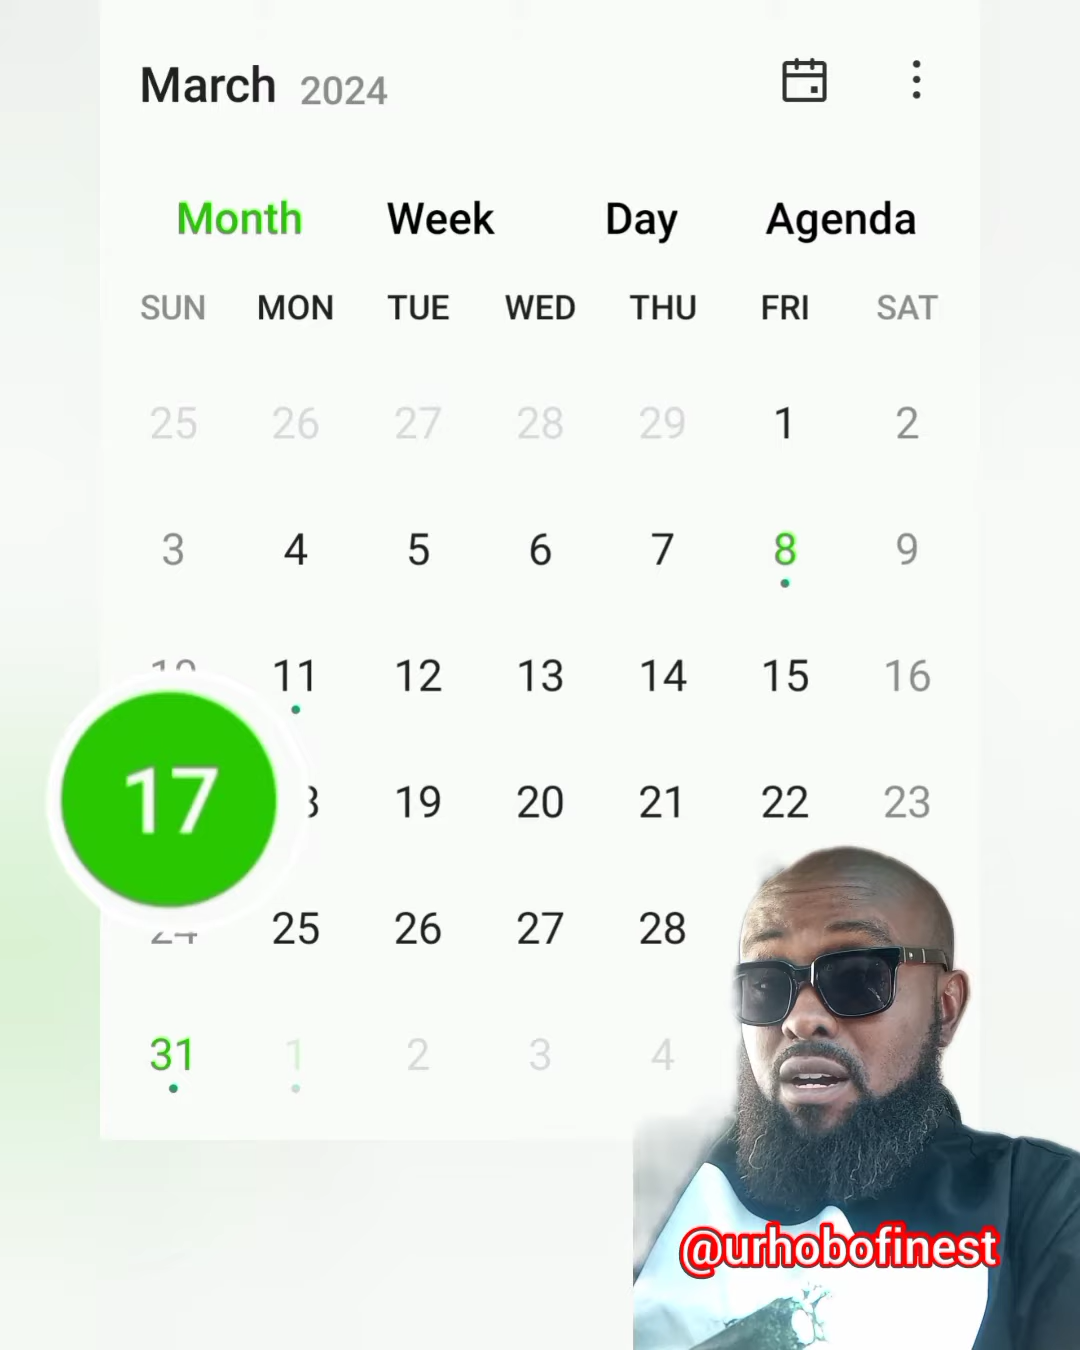 March 2024
Month Week Day Agenda
SUN MON TUE WED THU FRI SAT
25 26 27 28 29 1 2
3 4 5 6 7 8 9
11 12 13 14 15 16
17 19 20 21 22 23
25 26 27 28
31 1 2 3 4
@urhobofinest